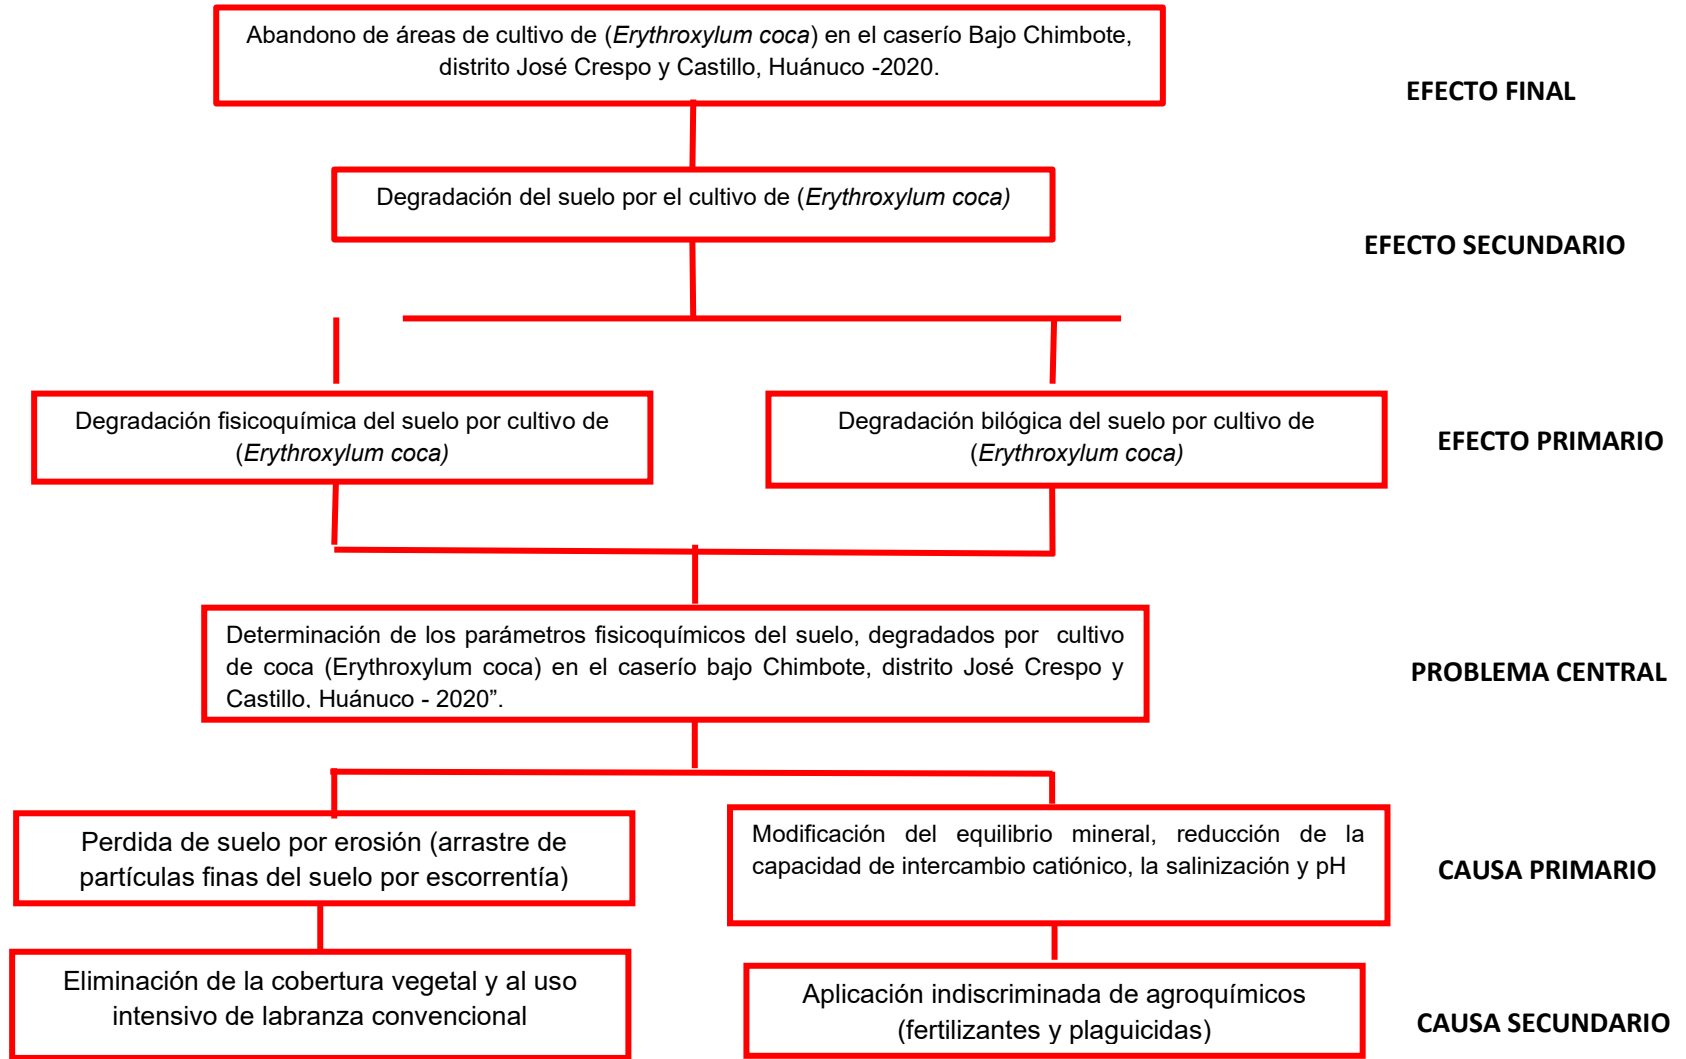 Abandono de áreas de cultivo de (Erythroxylum coca) en el caserío Bajo Chimbote,
distrito José Crespo y Castillo, Huánuco -2020.
EFECTO FINAL
Degradación del suelo por el cultivo de (Erythroxylum coca)
EFECTO SECUNDARIO
Degradación fisicoquímica del suelo por cultivo de
(Erythroxylum coca)
Degradación bilógica del suelo por cultivo de
(Erythroxylum coca)
EFECTO PRIMARIO
Determinación de los parámetros fisicoquímicos del suelo, degradados por cultivo
de coca (Erythroxylum coca) en el caserío bajo Chimbote, distrito José Crespo y
Castillo, Huánuco - 2020”.
PROBLEMA CENTRAL
Perdida de suelo por erosión (arrastre de
partículas finas del suelo por escorrentía)
Modificación del equilibrio mineral, reducción de la
capacidad de intercambio catiónico, la salinización y pH
CAUSA PRIMARIO
Eliminación de la cobertura vegetal y al uso
intensivo de labranza convencional
Aplicación indiscriminada de agroquímicos
(fertilizantes y plaguicidas)
CAUSA SECUNDARIO